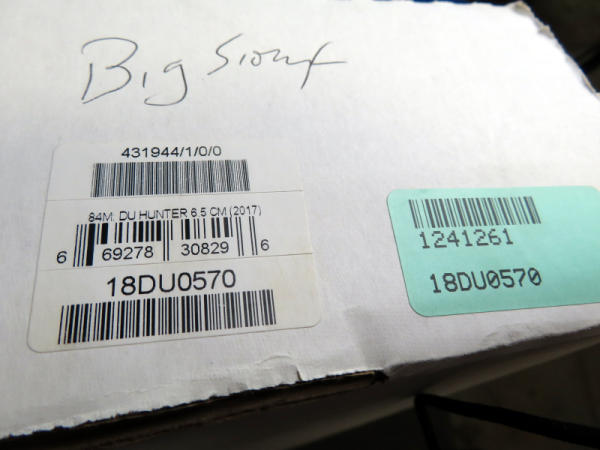 Big Sioux
431944/1/0/0
84M: DU HUNTER 6.5 CM (2017)
6 69278 30829 6
18DU0570
1241261
18DU0570